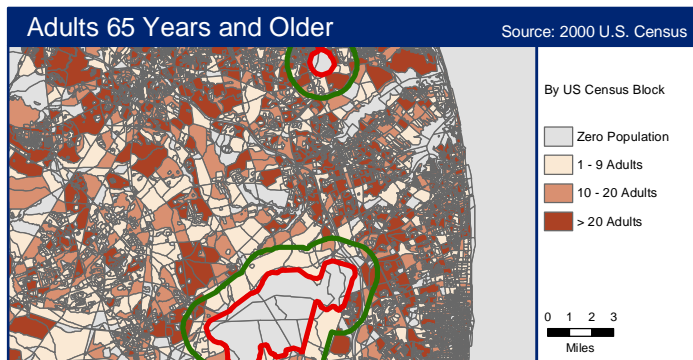 Adults 65 Years and Older
Source: 2000 U.S. Census
By US Census Block
Zero Population
1 - 9 Adults
10 - 20 Adults
> 20 Adults
0 1 2 3
Miles